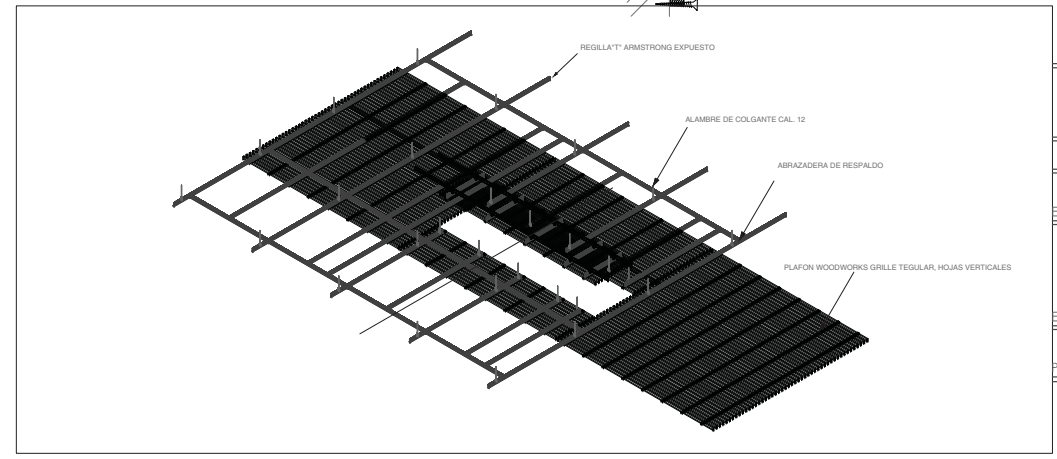 REGILLA"T" ARMSTRONG EXPUESTO
ALAMBRE DE COLGANTE CAL. 12
ABRAZADERA DE RESPALDO
PLAFON WOODWORKS GRILLE TEGULAR, HOJAS VERTICALES